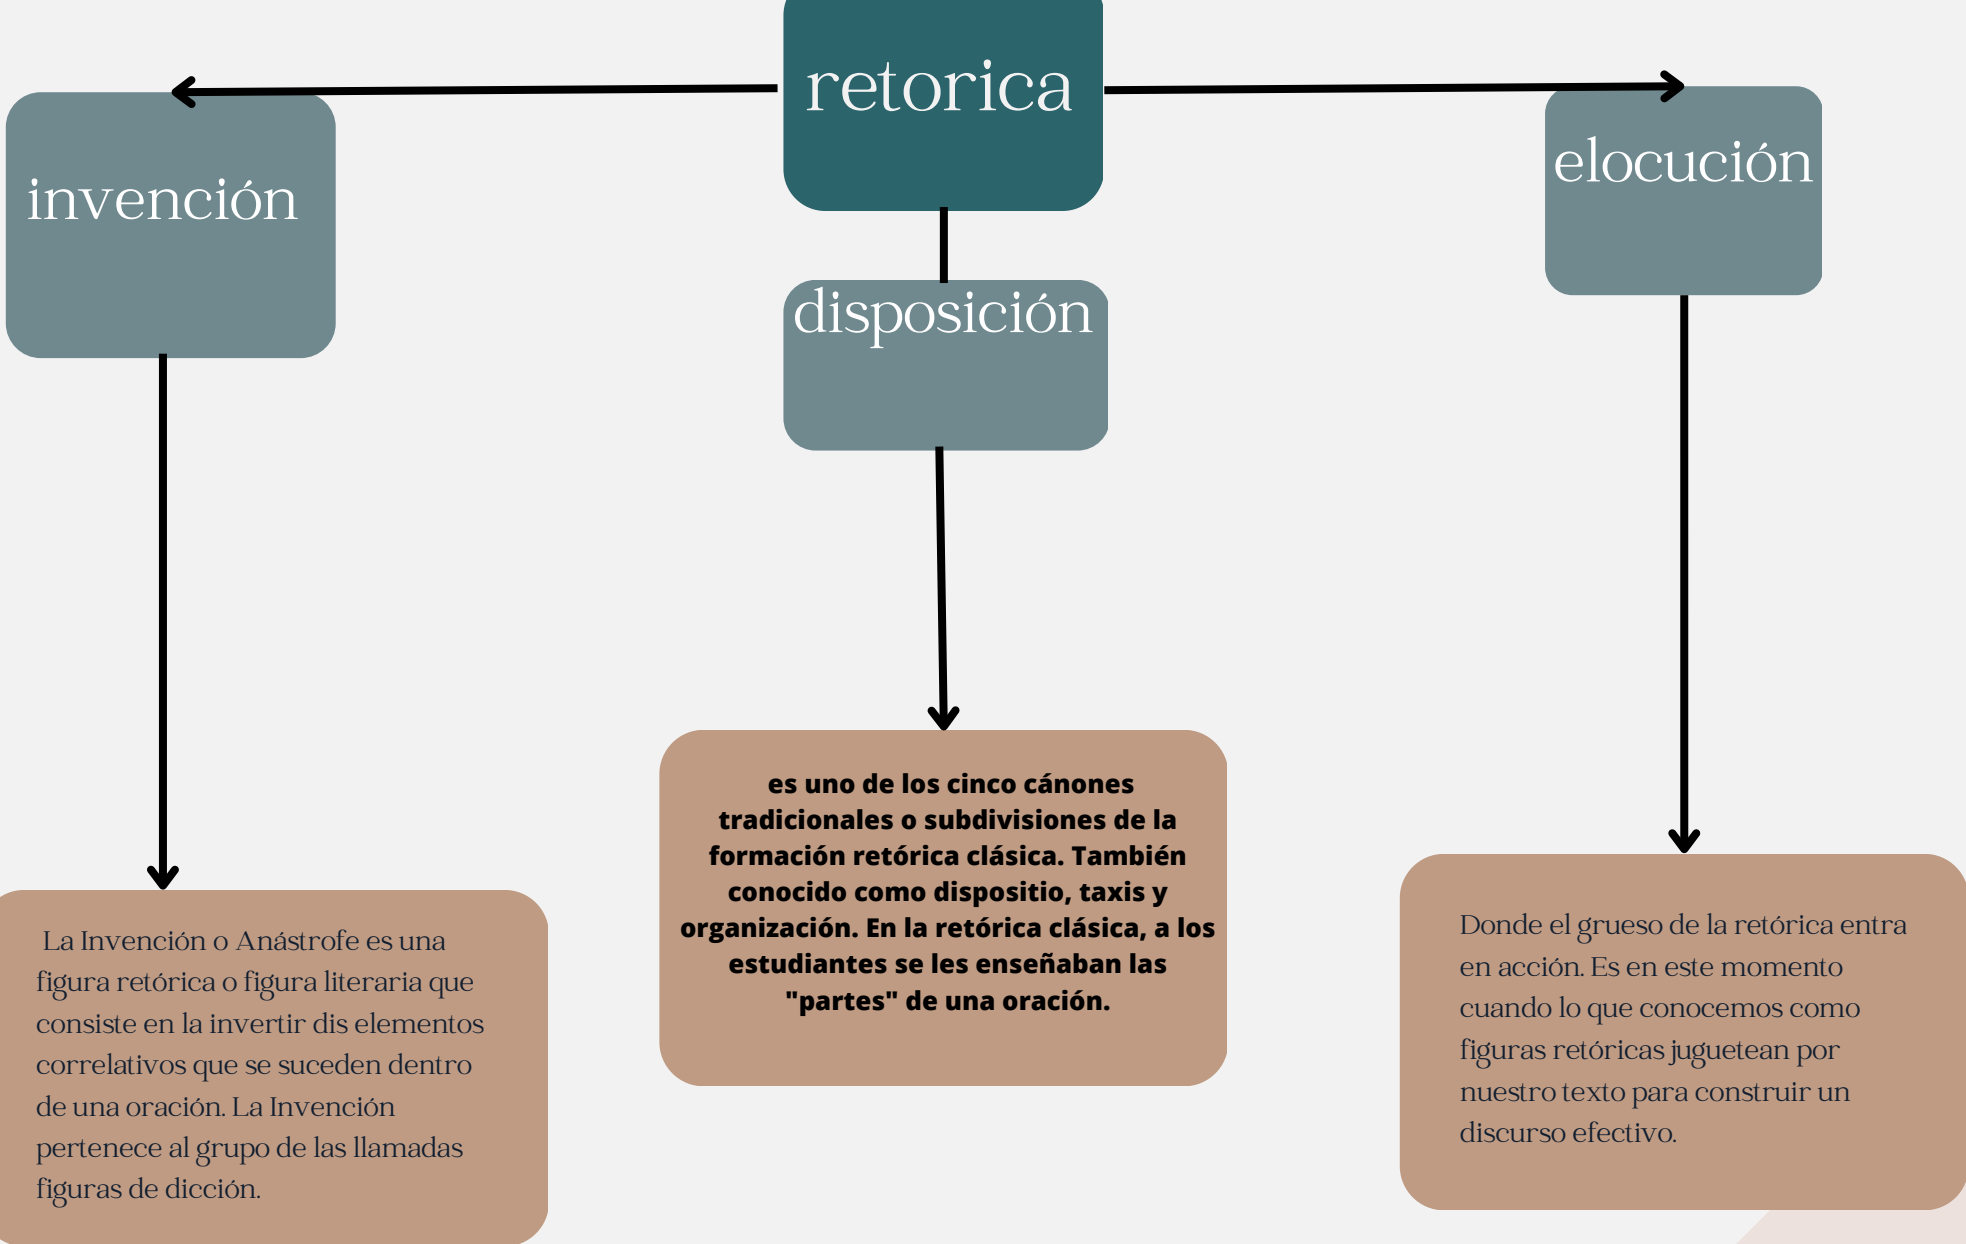 retorica
invención
disposición
elocución
La Invención o Anástrofe es una
figura retórica o figura literaria que
consiste en la invertir dis elementos
correlativos que se suceden dentro
de una oración. La Invención
pertenece al grupo de las llamadas
figuras de dicción.
es uno de los cinco cánones
tradicionales o subdivisiones de la
formación retórica clásica. También
conocido como dispositio, taxis y
organización. En la retórica clásica, a los
estudiantes se les enseñaban las
"partes" de una oración.
Donde el grueso de la retórica entra
en acción. Es en este momento
cuando lo que conocemos como
figuras retóricas juguetean por
nuestro texto para construir un
discurso efectivo.